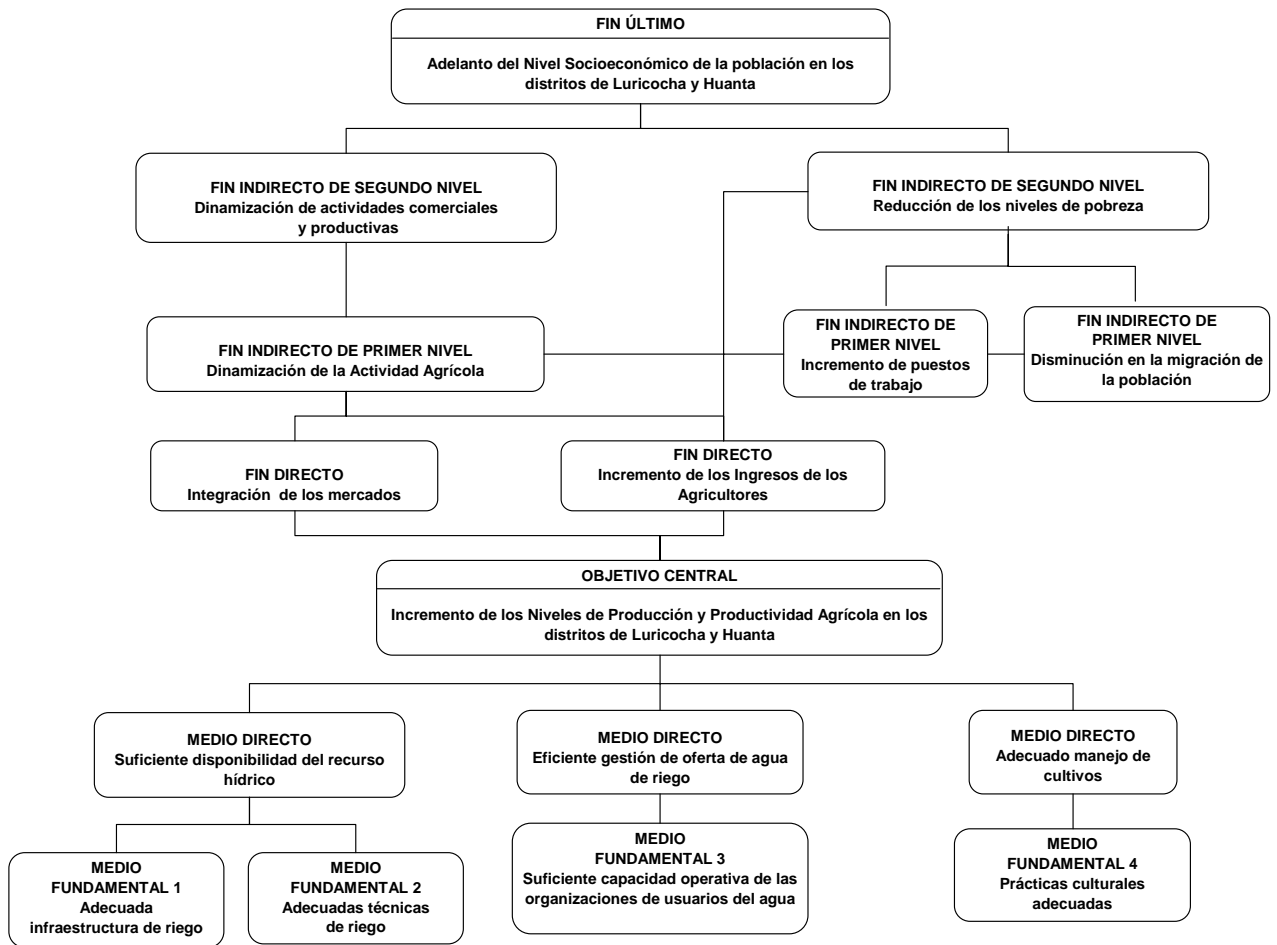 FIN ÚLTIMO
Adelanto del Nivel Socioeconómico de la población en los
distritos de Luricocha y Huanta
FIN INDIRECTO DE SEGUNDO NIVEL
Dinamización de actividades comerciales
y productivas
FIN INDIRECTO DE SEGUNDO NIVEL
Reducción de los niveles de pobreza
FIN INDIRECTO DE PRIMER NIVEL
Dinamización de la Actividad Agrícola
FIN INDIRECTO DE
PRIMER NIVEL
Incremento de puestos
de trabajo
FIN INDIRECTO DE
PRIMER NIVEL
Disminución en la migración de
la población
FIN DIRECTO
Integración de los mercados
FIN DIRECTO
Incremento de los Ingresos de los
Agricultores
OBJETIVO CENTRAL
Incremento de los Niveles de Producción y Productividad Agrícola en los
distritos de Luricocha y Huanta
MEDIO DIRECTO
Suficiente disponibilidad del recurso
hídrico
MEDIO DIRECTO
Eficiente gestión de oferta de agua
de riego
MEDIO DIRECTO
Adecuado manejo de
cultivos
MEDIO
FUNDAMENTAL 1
Adecuada
infraestructura de riego
MEDIO
FUNDAMENTAL 2
Adecuadas técnicas
de riego
MEDIO
FUNDAMENTAL 3
Suficiente capacidad operativa de las
organizaciones de usuarios del agua
MEDIO
FUNDAMENTAL 4
Prácticas culturales
adecuadas